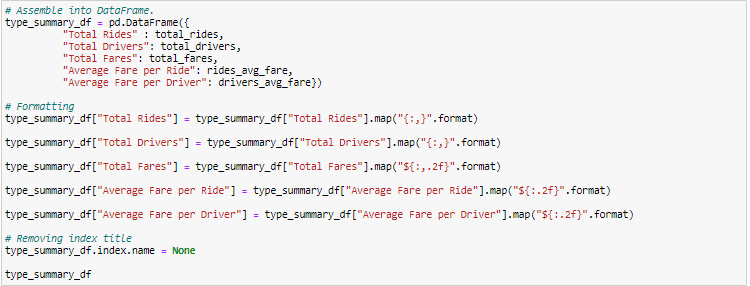 # Assemble into DataFrame.
type_summary_df = pd.DataFrame({
         "Total Rides" : total_rides,
         "Total Drivers": total_drivers,
         "Total Fares": total_fares,
         "Average Fare per Ride": rides_avg_fare,
         "Average Fare per Driver": drivers_avg_fare})
# Formatting
type_summary_df["Total Rides"] = type_summary_df["Total Rides"].map("{:,}".format)
type_summary_df["Total Drivers"] = type_summary_df["Total Drivers"].map("{:,}".format)
type_summary_df["Total Fares"] = type_summary_df["Total Fares"].map("${:,.2f}".format)
type_summary_df["Average Fare per Ride"] = type_summary_df["Average Fare per Ride"].map("${:.2f}".format)
type_summary_df["Average Fare per Driver"] = type_summary_df["Average Fare per Driver"].map("${:.2f}".format)
# Removing index title
type_summary_df.index.name = None
type_summary_df